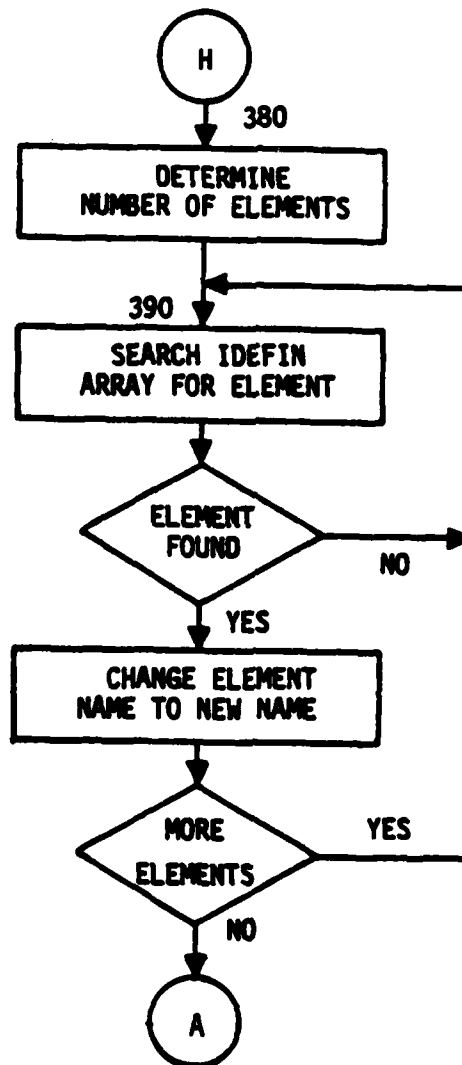 H
380
DETERMINE
NUMBER OF ELEMENTS
390
SEARCH IDEFIN
ARRAY FOR ELEMENT
ELEMENT
FOUND
NO
YES
CHANGE ELEMENT
NAME TO NEW NAME
MORE
ELEMENTS
YES
NO
A